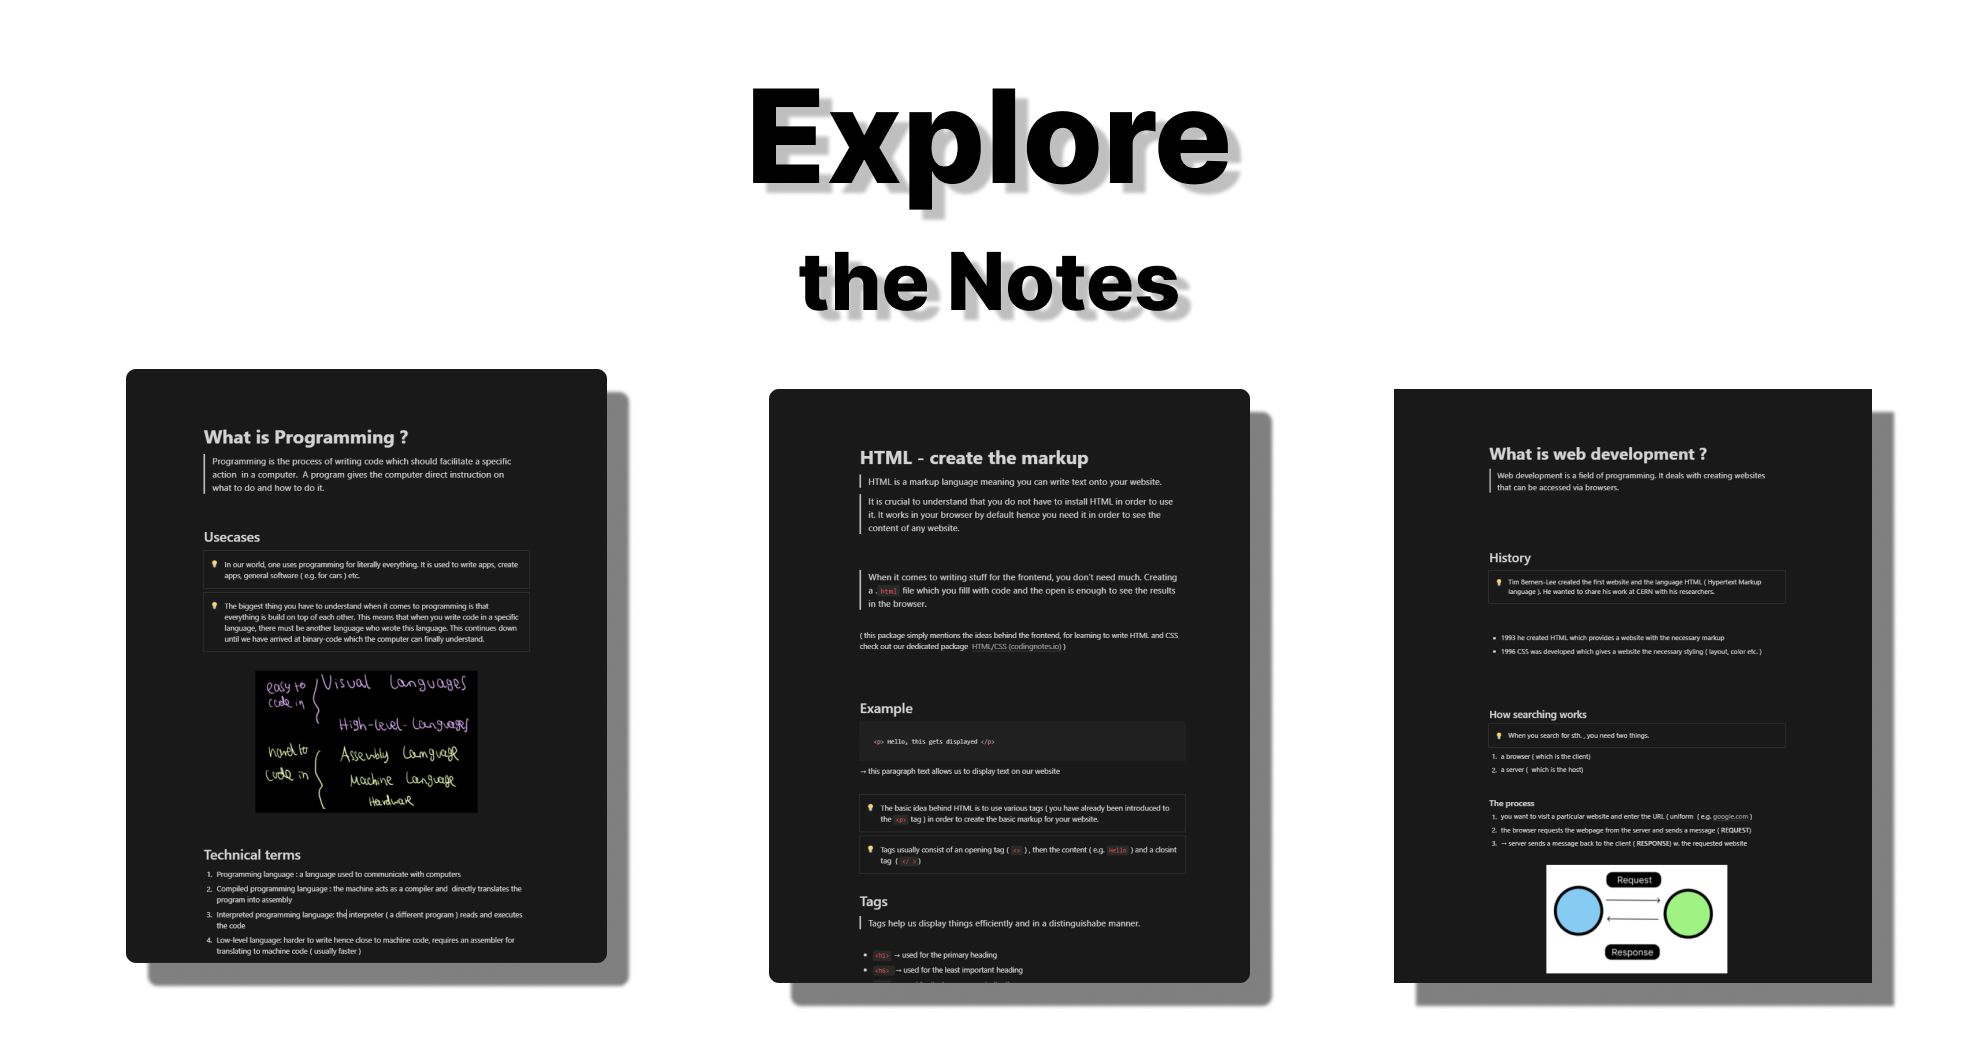 Explore
the Notes
What is Programming ?
Programming is the process of writing code which should facilitate a specific
action in a computer. A program gives the computer direct instruction on
what to do and how to do it.
Usecases
In our world, one uses programming for literally everything. It is used to write apps, create
apps, general software ( e.g. for cars ) etc.
The biggest thing you have to understand when it comes to programming is that
everything is build on top of each other. This means that when you write code in a specific
language, there must be another language who wrote this language. This continues down
until we have arrived at binary-code which the computer can finally understand.
easy to
code in
Visual Languages
High-level-Languages
hard to
code in
Assembly Language
Machine Language
Hardware
Technical terms
1. Programming language : a language used to communicate with computers
2. Compiled programming language : the machine acts as a compiler and directly translates the
program into assembly
3. Interpreted programming language: the interpreter ( a different program ) reads and executes
the code
4. Low-level language: harder to write hence close to machine code, requires an assembler for
translating to machine code ( usually faster )
HTML - create the markup
HTML is a markup language meaning you can write text onto your website.
It is crucial to understand that you do not have to install HTML in order to use
it. It works in your browser by default hence you need it in order to see the
content of any website.
When it comes to writing stuff for the frontend, you don't need much. Creating
a .html file which you filll with code and the open is enough to see the results
in the browser.
( this package simply mentions the ideas behind the frontend, for learning to write HTML and CSS
check out our dedicated package HTML/CSS (codingnotes.io) )
Example
<p> Hello, this gets displayed </p>
→ this paragraph text allows us to display text on our website
The basic idea behind HTML is to use various tags ( you have already been introduced to
the <p> tag ) in order to create the basic markup for your website.
Tags usually consist of an opening tag ( <> ) , then the content ( e.g. Hello ) and a closint
tag ( </ > )
Tags
Tags help us display things efficiently and in a distinguishabe manner.
• <h1> → used for the primary heading
• <h6> → used for the least important heading
What is web development ?
Web development is a field of programming. It deals with creating websites
that can be accessed via browsers.
History
Tim Berners-Lee created the first website and the language HTML ( Hypertext Markup
language ). He wanted to share his work at CERN with his researchers.
• 1993 he created HTML which provides a website with the necessary markup
• 1996 CSS was developed which gives a website the necessary styling ( layout, color etc. )
How searching works
When you search for sth. , you need two things.
1. a browser ( which is the client)
2. a server ( which is the host)
The process
1. you want to visit a particular website and enter the URL ( uniform ( e.g. google.com )
2. the browser requests the webpage from the server and sends a message ( REQUEST)
3. → server sends a message back to the client ( RESPONSE) w. the requested website
Request
Response